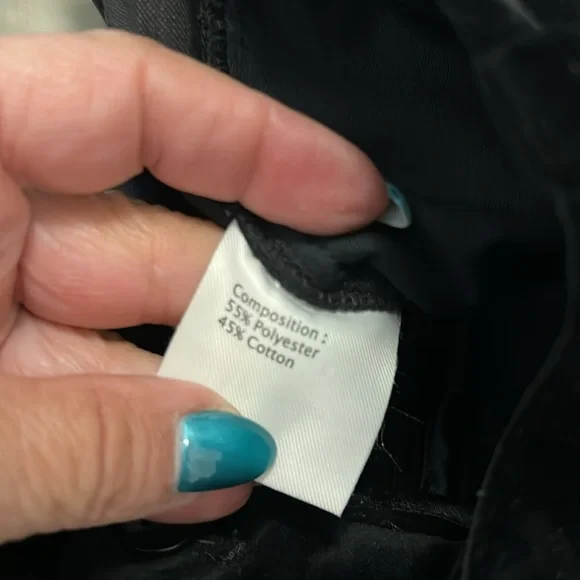 Composition :
55% Polyester
45% Cotton